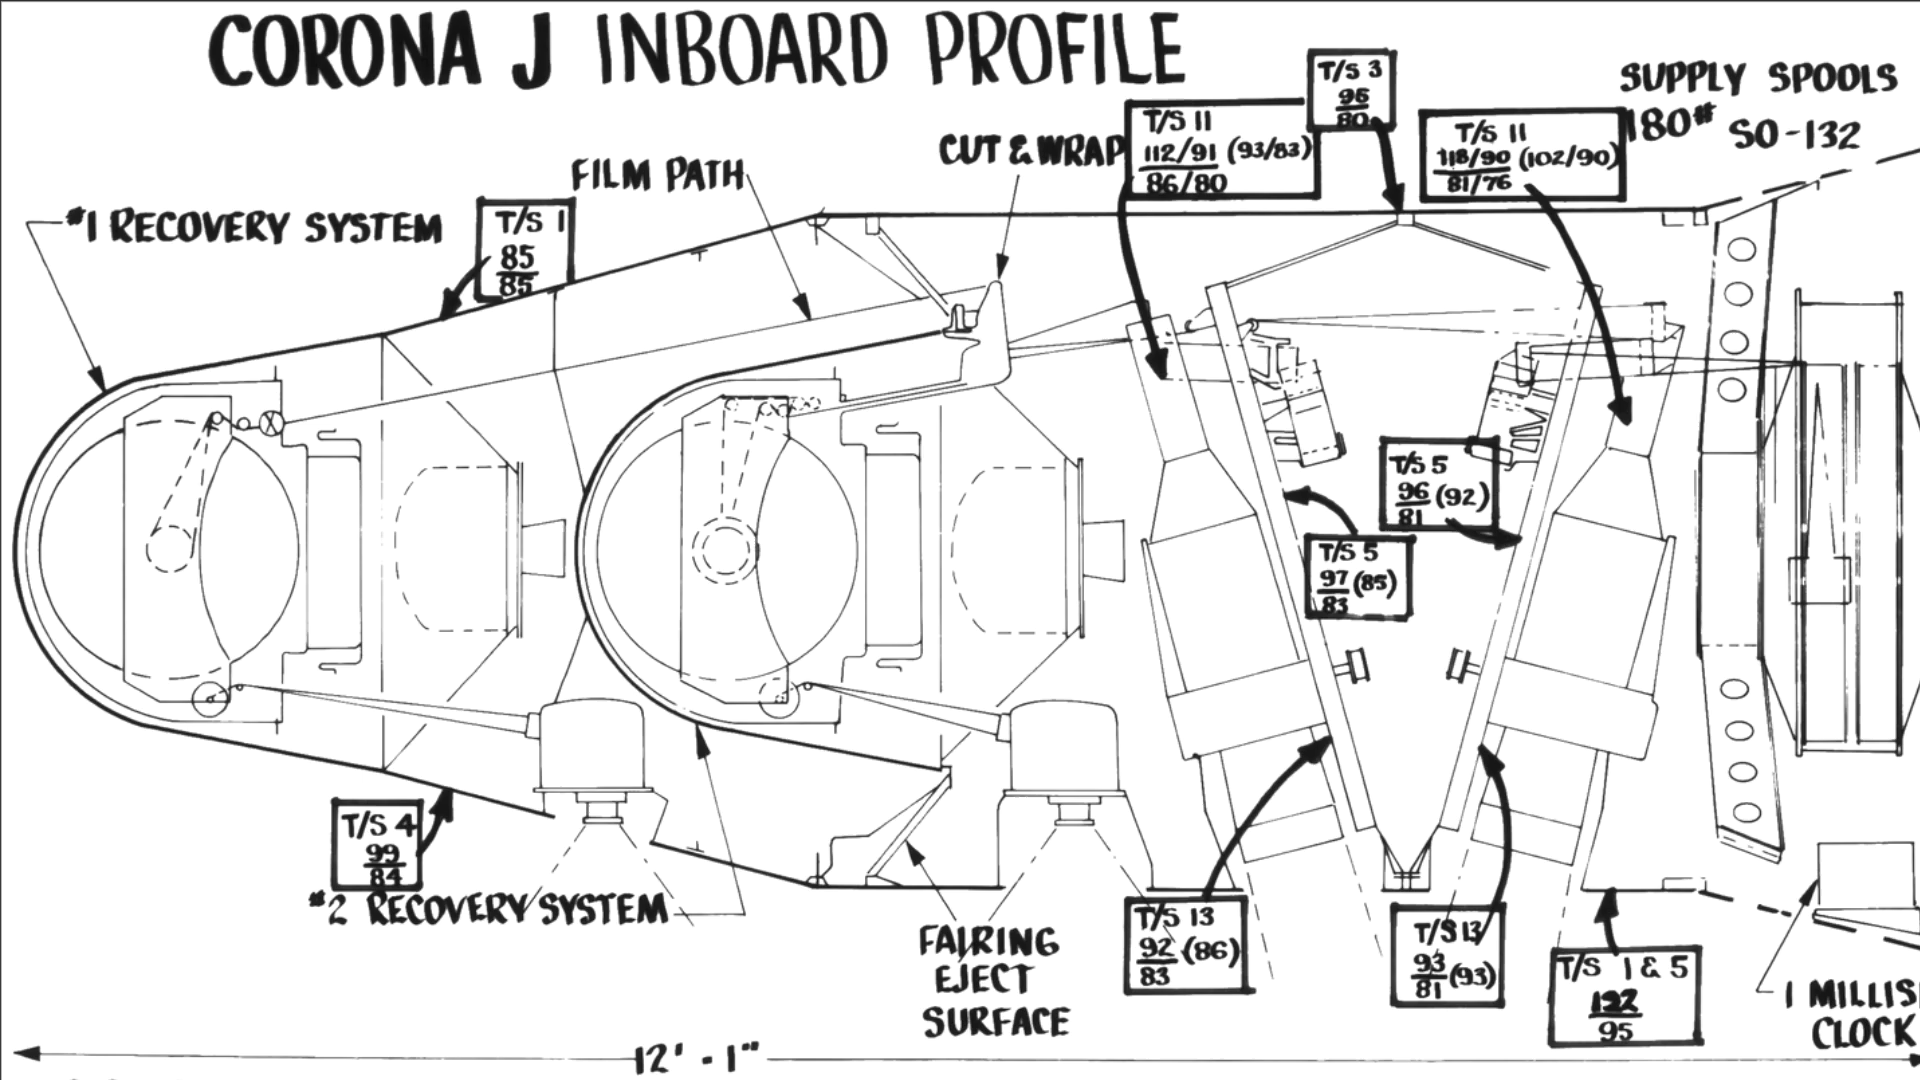 CORONA J INBOARD PROFILE
T/S 3
96
80
SUPPLY SPOOLS
180# SO-132
T/S 11
112/91 (93/83)
86/80
T/S 11
118/90 (102/90)
81/76
CUT & WRAP
FILM PATH
#1 RECOVERY SYSTEM
T/S 1
85
85
T/S 5
96 (92)
81
T/S 5
97 (85)
83
T/S 4
99
84
#2 RECOVERY SYSTEM
FAIRING
EJECT
SURFACE
T/S 13
92 (86)
83
T/S 13
93 (93)
81
T/S 1 & 5
95
1 MILLIS
CLOCK
12' - 1"